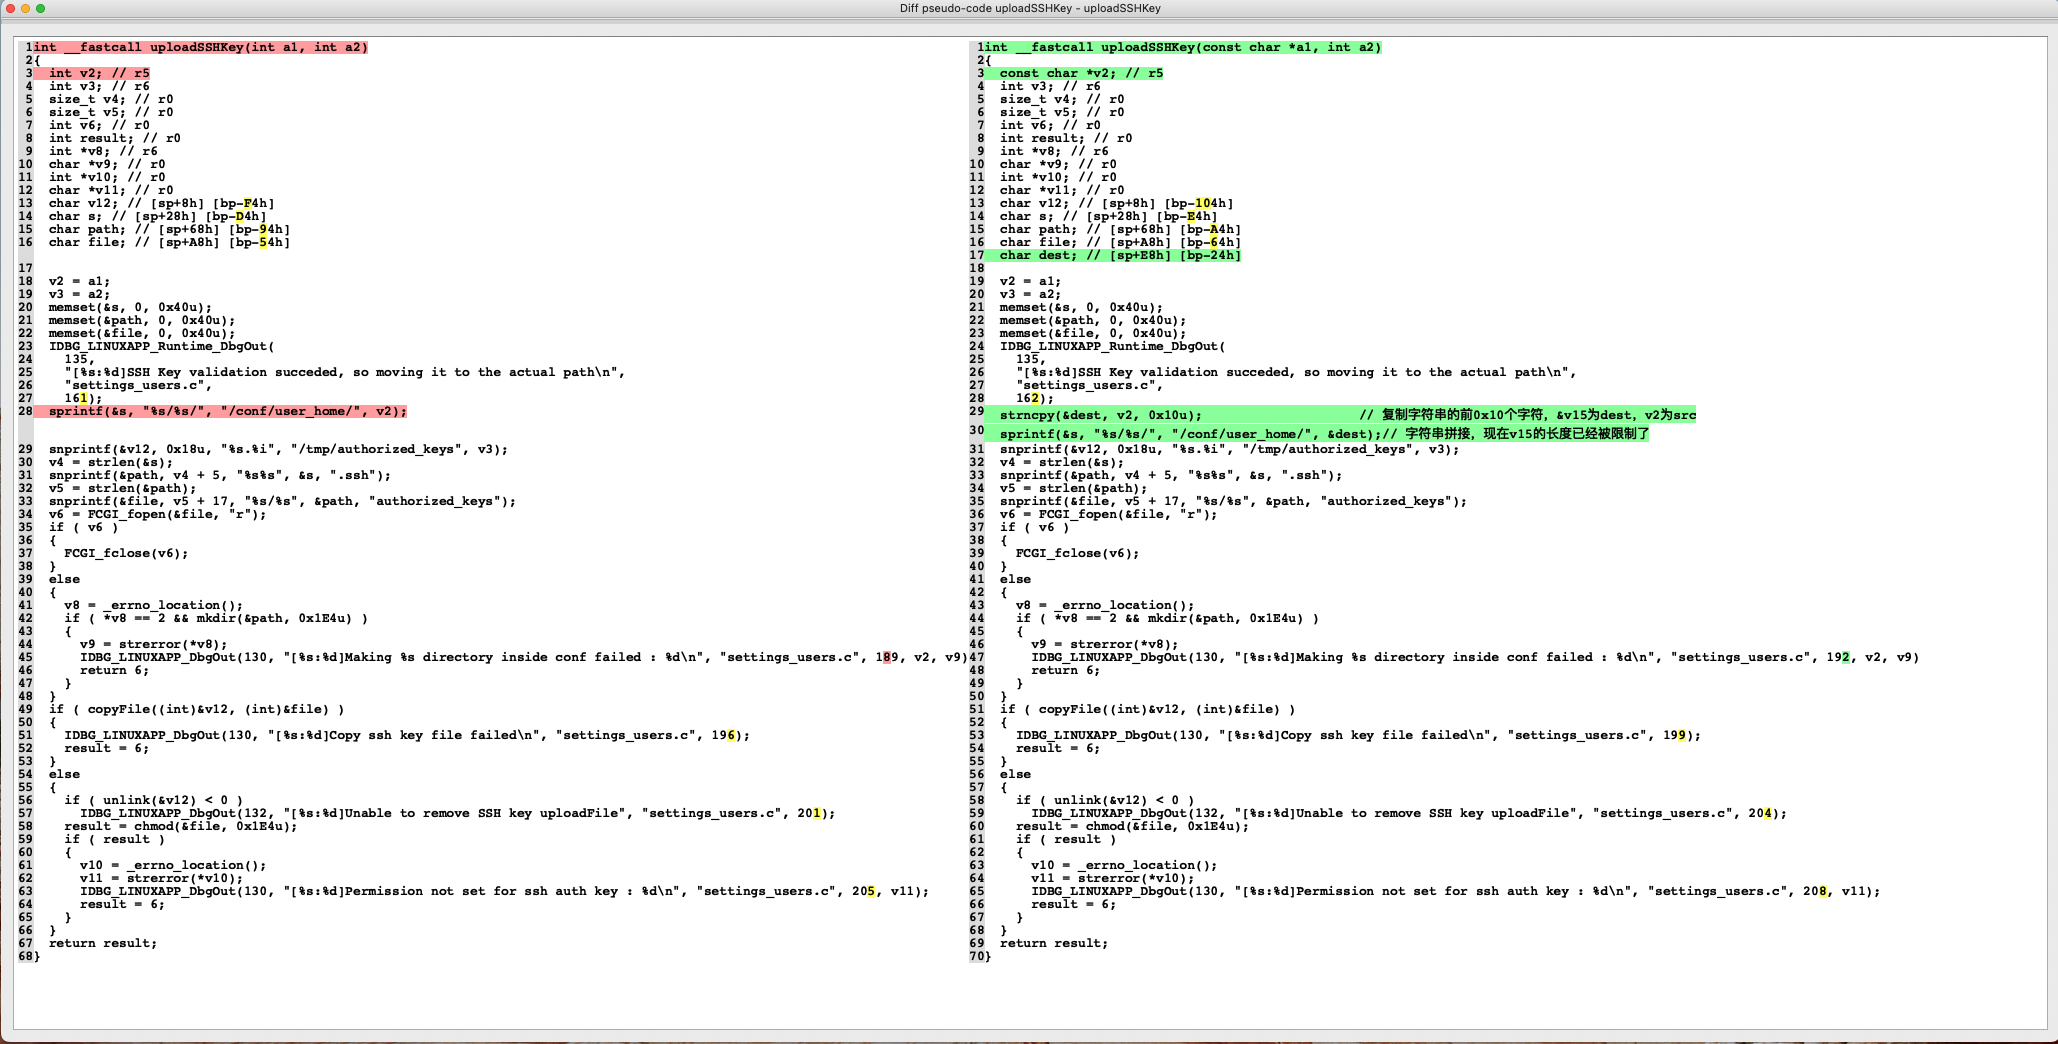 Diff pseudo-code uploadSSHKey - uploadSSHKey
1int __fastcall uploadSSHKey(int a1, int a2)
2{
3  int v2; // r5
4  int v3; // r6
5  size_t v4; // r0
6  size_t v5; // r0
7  int v6; // r0
8  int result; // r0
9  int *v8; // r6
10  char *v9; // r0
11  int *v10; // r0
12  char *v11; // r0
13  char v12; // [sp+8h] [bp-F4h]
14  char s; // [sp+28h] [bp-D4h]
15  char path; // [sp+68h] [bp-94h]
16  char file; // [sp+A8h] [bp-54h]
17
18  v2 = a1;
19  v3 = a2;
20  memset(&s, 0, 0x40u);
21  memset(&path, 0, 0x40u);
22  memset(&file, 0, 0x40u);
23  IDBG_LINUXAPP_Runtime_DbgOut(
24    135,
25    "[%s:%d]SSH Key validation succeded, so moving it to the actual path\n",
26    "settings_users.c",
27    161);
28  sprintf(&s, "%s/%s/", "/conf/user_home/", v2);
29  snprintf(&v12, 0x18u, "%s.%i", "/tmp/authorized_keys", v3);
30  v4 = strlen(&s);
31  snprintf(&path, v4 + 5, "%s%s", &s, ".ssh");
32  v5 = strlen(&path);
33  snprintf(&file, v5 + 17, "%s/%s", &path, "authorized_keys");
34  v6 = FCGI_fopen(&file, "r");
35  if ( v6 )
36  {
37    FCGI_fclose(v6);
38  }
39  else
40  {
41    v8 = _errno_location();
42    if ( *v8 == 2 && mkdir(&path, 0x1E4u) )
43    {
44      v9 = strerror(*v8);
45      IDBG_LINUXAPP_DbgOut(130, "[%s:%d]Making %s directory inside conf failed : %d\n", "settings_users.c", 189, v2, v9)
46      return 6;
47    }
48  }
49  if ( copyFile((int)&v12, (int)&file) )
50  {
51    IDBG_LINUXAPP_DbgOut(130, "[%s:%d]Copy ssh key file failed\n", "settings_users.c", 196);
52    result = 6;
53  }
54  else
55  {
56    if ( unlink(&v12) < 0 )
57      IDBG_LINUXAPP_DbgOut(132, "[%s:%d]Unable to remove SSH key uploadFile", "settings_users.c", 201);
58    result = chmod(&file, 0x1E4u);
59    if ( result )
60    {
61      v10 = _errno_location();
62      v11 = strerror(*v10);
63      IDBG_LINUXAPP_DbgOut(130, "[%s:%d]Permission not set for ssh auth key : %d\n", "settings_users.c", 205, v11);
64      result = 6;
65    }
66  }
67  return result;
68}
1int __fastcall uploadSSHKey(const char *a1, int a2)
2{
3  const char *v2; // r5
4  int v3; // r6
5  size_t v4; // r0
6  size_t v5; // r0
7  int v6; // r0
8  int result; // r0
9  int *v8; // r6
10  char *v9; // r0
11  int *v10; // r0
12  char *v11; // r0
13  char v12; // [sp+8h] [bp-104h]
14  char s; // [sp+28h] [bp-E4h]
15  char path; // [sp+68h] [bp-A4h]
16  char file; // [sp+A8h] [bp-64h]
17  char dest; // [sp+E8h] [bp-24h]
18
19  v2 = a1;
20  v3 = a2;
21  memset(&s, 0, 0x40u);
22  memset(&path, 0, 0x40u);
23  memset(&file, 0, 0x40u);
24  IDBG_LINUXAPP_Runtime_DbgOut(
25    135,
26    "[%s:%d]SSH Key validation succeded, so moving it to the actual path\n",
27    "settings_users.c",
28    162);
29  strncpy(&dest, v2, 0x10u);                    // 复制字符串的前0x10个字符，&v15为dest，v2为src
30  sprintf(&s, "%s/%s/", "/conf/user_home/", &dest);// 字符串拼接，现在v15的长度已经被限制了
31  snprintf(&v12, 0x18u, "%s.%i", "/tmp/authorized_keys", v3);
32  v4 = strlen(&s);
33  snprintf(&path, v4 + 5, "%s%s", &s, ".ssh");
34  v5 = strlen(&path);
35  snprintf(&file, v5 + 17, "%s/%s", &path, "authorized_keys");
36  v6 = FCGI_fopen(&file, "r");
37  if ( v6 )
38  {
39    FCGI_fclose(v6);
40  }
41  else
42  {
43    v8 = _errno_location();
44    if ( *v8 == 2 && mkdir(&path, 0x1E4u) )
45    {
46      v9 = strerror(*v8);
47      IDBG_LINUXAPP_DbgOut(130, "[%s:%d]Making %s directory inside conf failed : %d\n", "settings_users.c", 192, v2, v9)
48      return 6;
49    }
50  }
51  if ( copyFile((int)&v12, (int)&file) )
52  {
53    IDBG_LINUXAPP_DbgOut(130, "[%s:%d]Copy ssh key file failed\n", "settings_users.c", 199);
54    result = 6;
55  }
56  else
57  {
58    if ( unlink(&v12) < 0 )
59      IDBG_LINUXAPP_DbgOut(132, "[%s:%d]Unable to remove SSH key uploadFile", "settings_users.c", 204);
60    result = chmod(&file, 0x1E4u);
61    if ( result )
62    {
63      v10 = _errno_location();
64      v11 = strerror(*v10);
65      IDBG_LINUXAPP_DbgOut(130, "[%s:%d]Permission not set for ssh auth key : %d\n", "settings_users.c", 208, v11);
66      result = 6;
67    }
68  }
69  return result;
70}